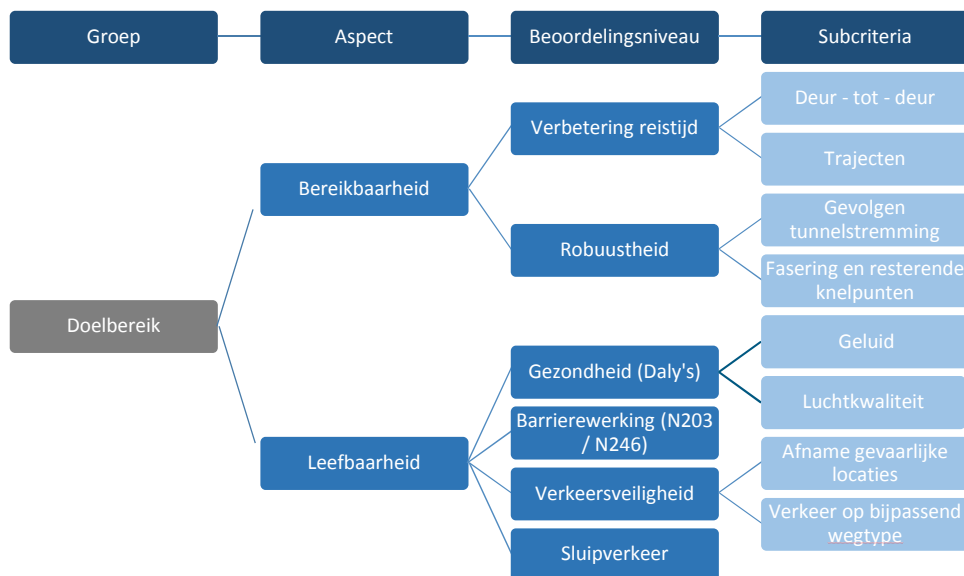 Groep
Aspect
Beoordelingsniveau
Subcriteria
Doelbereik
Bereikbaarheid
Verbetering reistijd
Deur - tot - deur
Trajecten
Robuustheid
Gevolgen
tunnelstremming
Fasering en resterende
knelpunten
Leefbaarheid
Gezondheid (Daly's)
Geluid
Luchtkwaliteit
Barrierewerking (N203
/ N246)
Verkeersveiligheid
Afname gevaarlijke
locaties
Verkeer op bijpassend
wegtype
Sluipverkeer